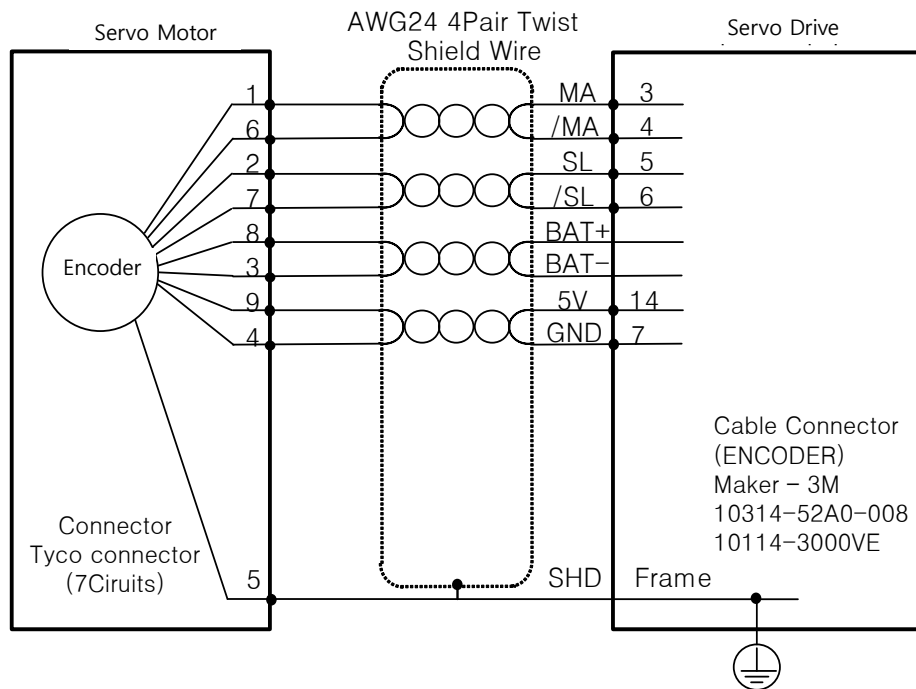 Servo Motor
AWG24 4Pair Twist
Shield Wire
Servo Drive
1
MA
3
6
/MA
4
2
SL
5
7
/SL
6
8
BAT+
Encoder
3
BAT-
9
5V
14
4
GND
7
Cable Connector
(ENCODER)
Maker - 3M
10314-52A0-008
10114-3000VE
Connector
Tyco connector
(7Ciruits)
5
SHD
Frame